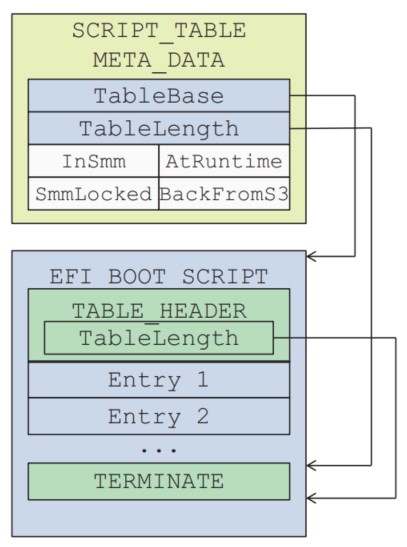 SCRIPT_TABLE
META_DATA
TableBase
TableLength
InSmm AtRuntime
SmmLocked BackFromS3
EFI BOOT SCRIPT
TABLE_HEADER
TableLength
Entry 1
Entry 2
...
TERMINATE